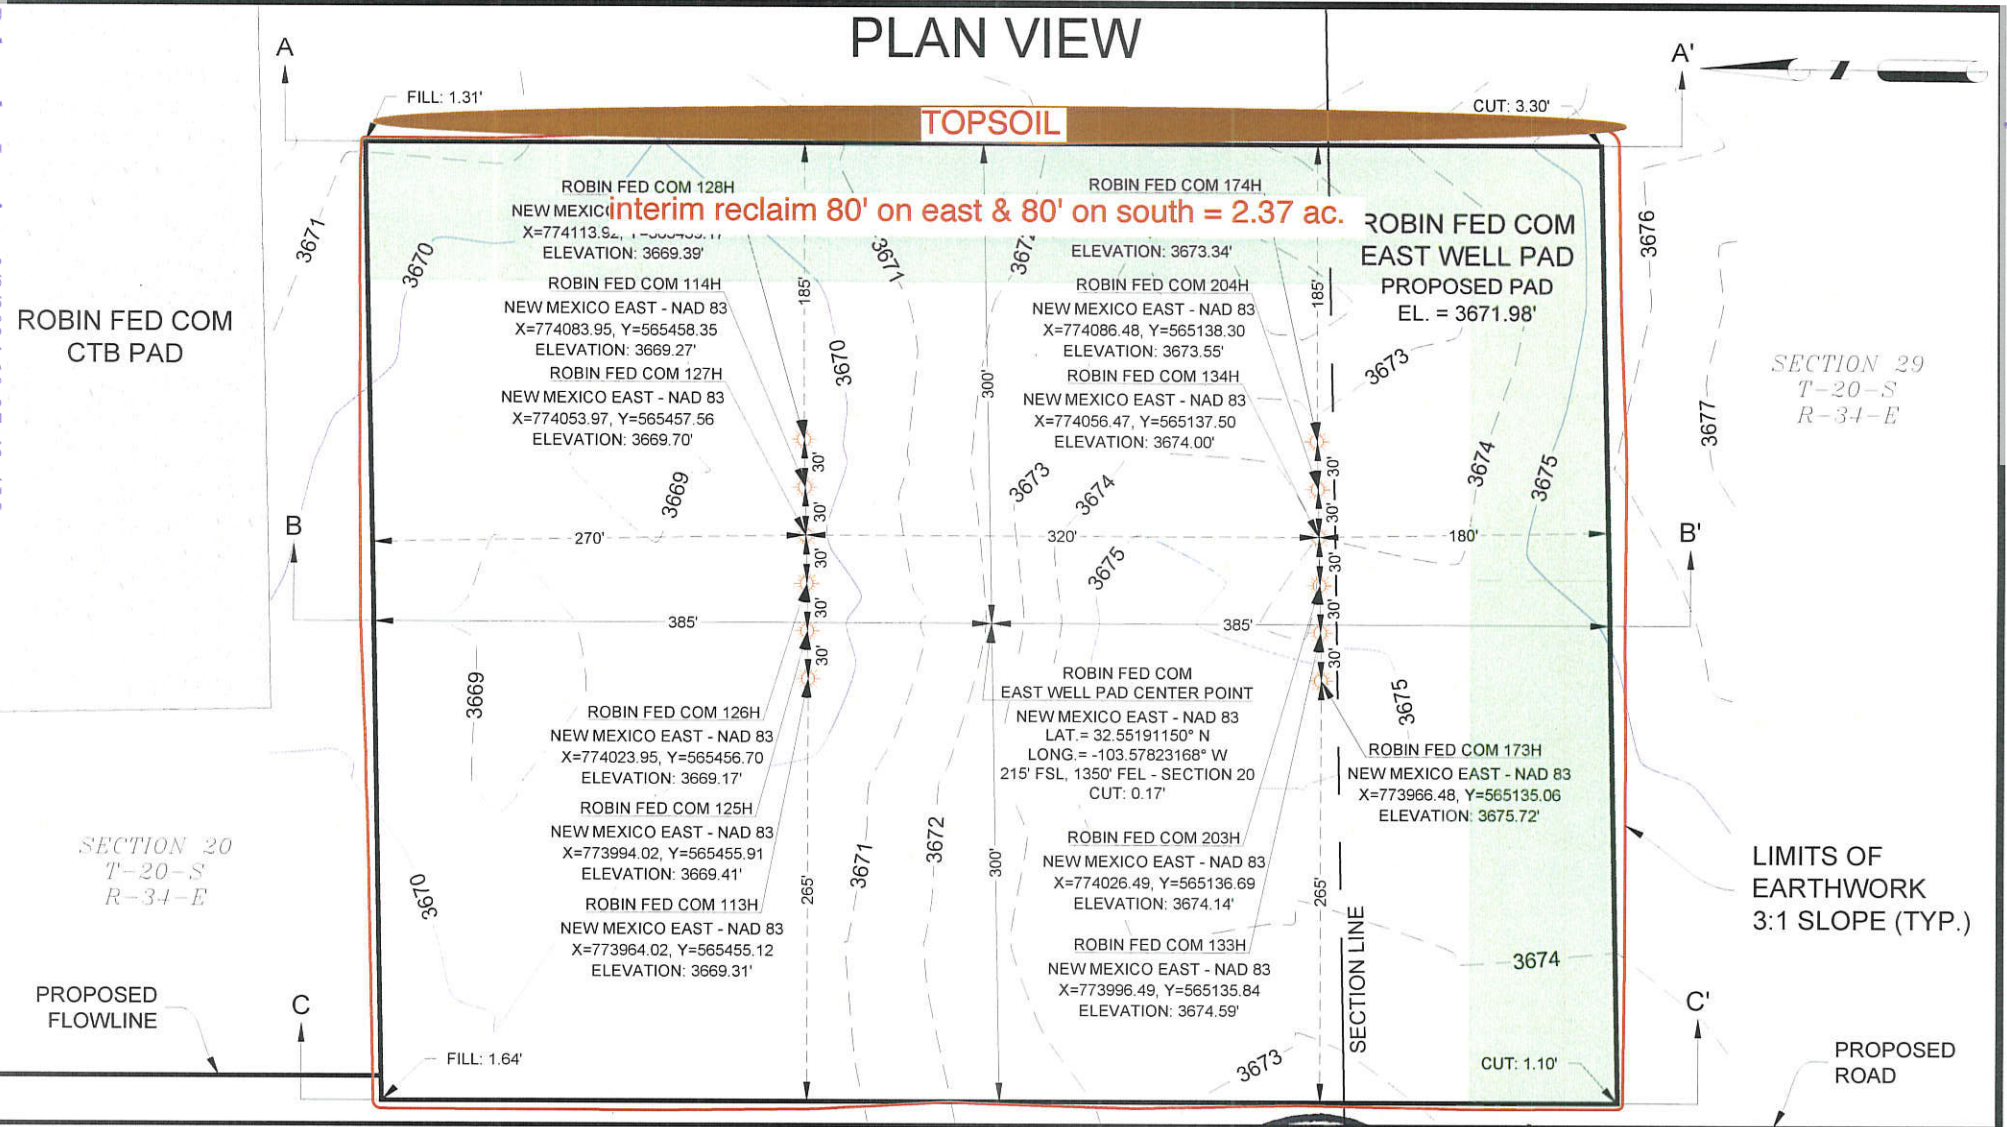 PLAN VIEW
A
A'
FILL: 1.31'
CUT: 3.30'
TOPSOIL
ROBIN FED COM 128H
NEW MEXIC
X=774113.92,
ELEVATION: 3669.39'
interim reclaim 80' on east & 80' on south = 2.37 ac.
ROBIN FED COM 174H
ELEVATION: 3673.34'
ROBIN FED COM
EAST WELL PAD
PROPOSED PAD
EL. = 3671.98'
3671
3670
3671
3676
ROBIN FED COM
CTB PAD
ROBIN FED COM 114H
NEW MEXICO EAST - NAD 83
X=774083.95, Y=565458.35
ELEVATION: 3669.27'
185'
ROBIN FED COM 204H
NEW MEXICO EAST - NAD 83
X=774086.48, Y=565138.30
ELEVATION: 3673.55'
185'
ROBIN FED COM 127H
NEW MEXICO EAST - NAD 83
X=774053.97, Y=565457.56
ELEVATION: 3669.70'
3670
300'
ROBIN FED COM 134H
NEW MEXICO EAST - NAD 83
X=774056.47, Y=565137.50
ELEVATION: 3674.00'
3673
3677
SECTION 29
T-20-S
R-34-E
3669
3673
3674
3674
3675
30'
30'
30'
30'
30'
30'
30'
30'
30'
30'
B
B'
270'
320'
180'
3675
385'
385'
3669
3675
ROBIN FED COM
EAST WELL PAD CENTER POINT
NEW MEXICO EAST - NAD 83
LAT.= 32.55191150° N
LONG.= -103.57823168° W
215' FSL, 1350' FEL - SECTION 20
CUT: 0.17'
ROBIN FED COM 126H
NEW MEXICO EAST - NAD 83
X=774023.95, Y=565456.70
ELEVATION: 3669.17'
ROBIN FED COM 173H
NEW MEXICO EAST - NAD 83
X=773966.48, Y=565135.06
ELEVATION: 3675.72'
ROBIN FED COM 125H
NEW MEXICO EAST - NAD 83
X=773994.02, Y=565455.91
ELEVATION: 3669.41'
ROBIN FED COM 203H
NEW MEXICO EAST - NAD 83
X=774026.49, Y=565136.69
ELEVATION: 3674.14'
SECTION 20
T-20-S
R-34-E
3670
265'
3671
3672
300'
265'
LIMITS OF
EARTHWORK
3:1 SLOPE (TYP.)
ROBIN FED COM 113H
NEW MEXICO EAST - NAD 83
X=773964.02, Y=565455.12
ELEVATION: 3669.31'
ROBIN FED COM 133H
NEW MEXICO EAST - NAD 83
X=773996.49, Y=565135.84
ELEVATION: 3674.59'
SECTION LINE
3674
PROPOSED
FLOWLINE
C
C'
FILL: 1.64'
3673
CUT: 1.10'
PROPOSED
ROAD